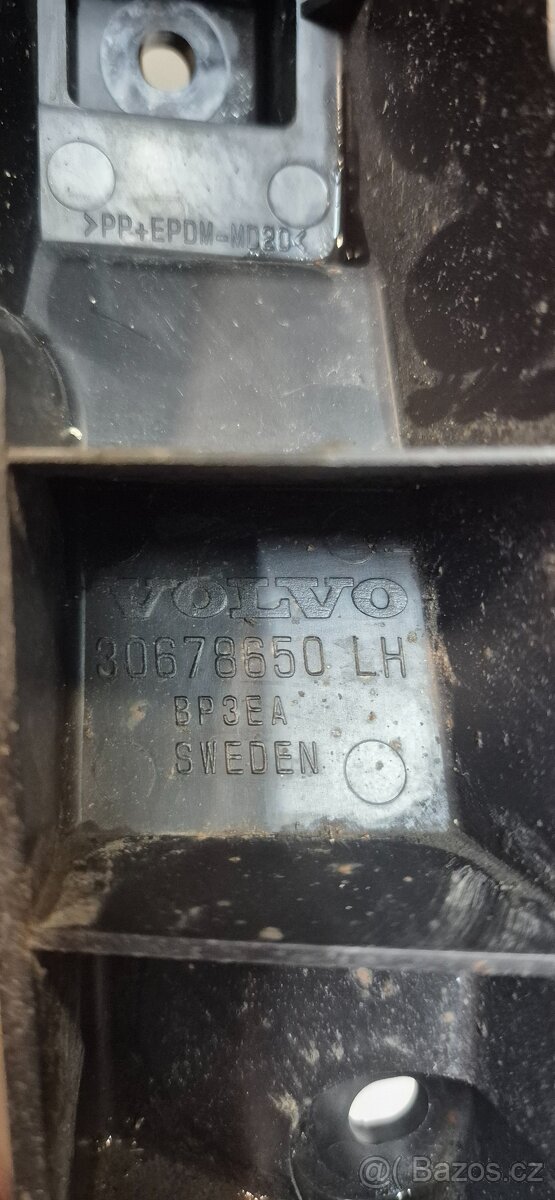 >PP+EPDM-MD20<
VOLVO
30678650 LH
BP3EA
SWEDEN
@( Bazos.cz